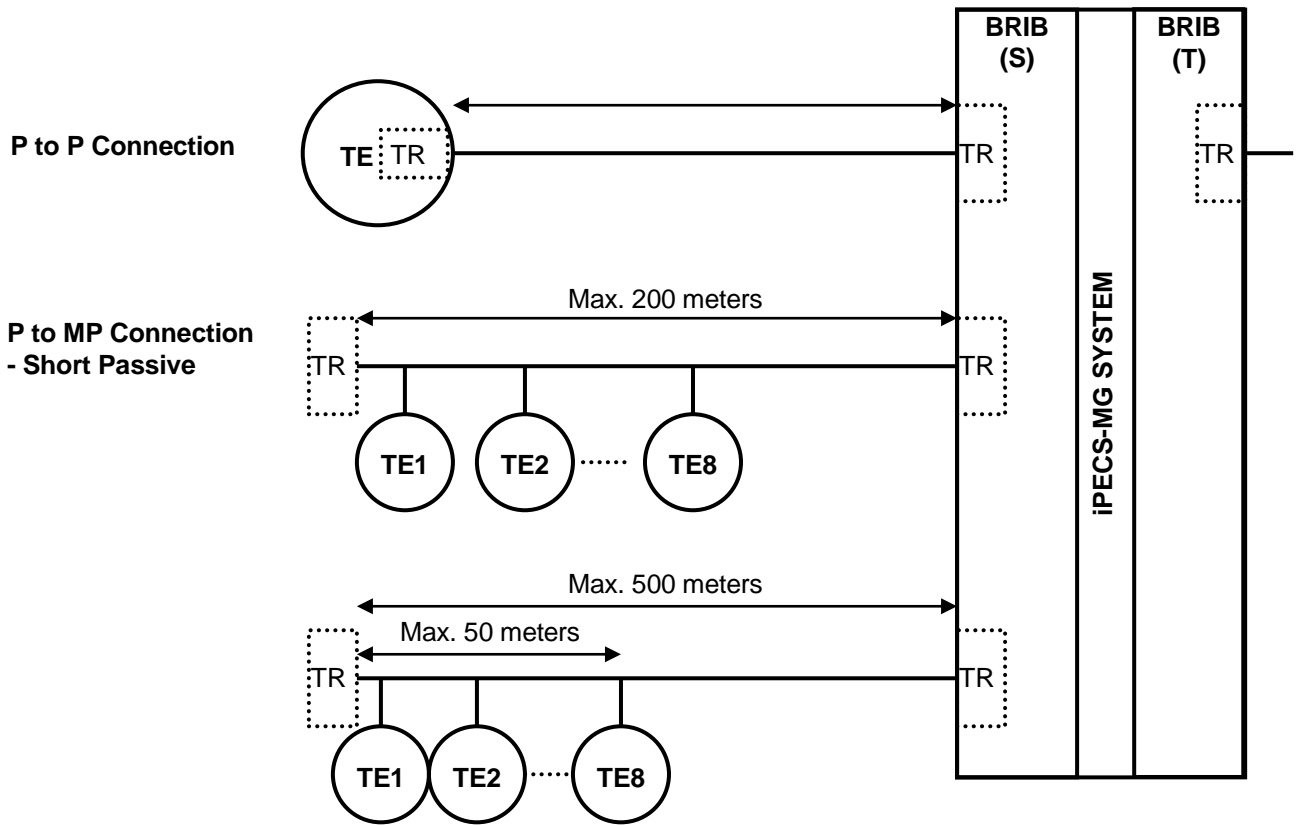 BRIB
(S)
BRIB
(T)
P to P Connection
TE
TR
TR
TR
iPECS-MG SYSTEM
Max. 200 meters
P to MP Connection
- Short Passive
TR
TR
TE1
TE2
TE8
Max. 500 meters
Max. 50 meters
TR
TR
TE1
TE2
TE8